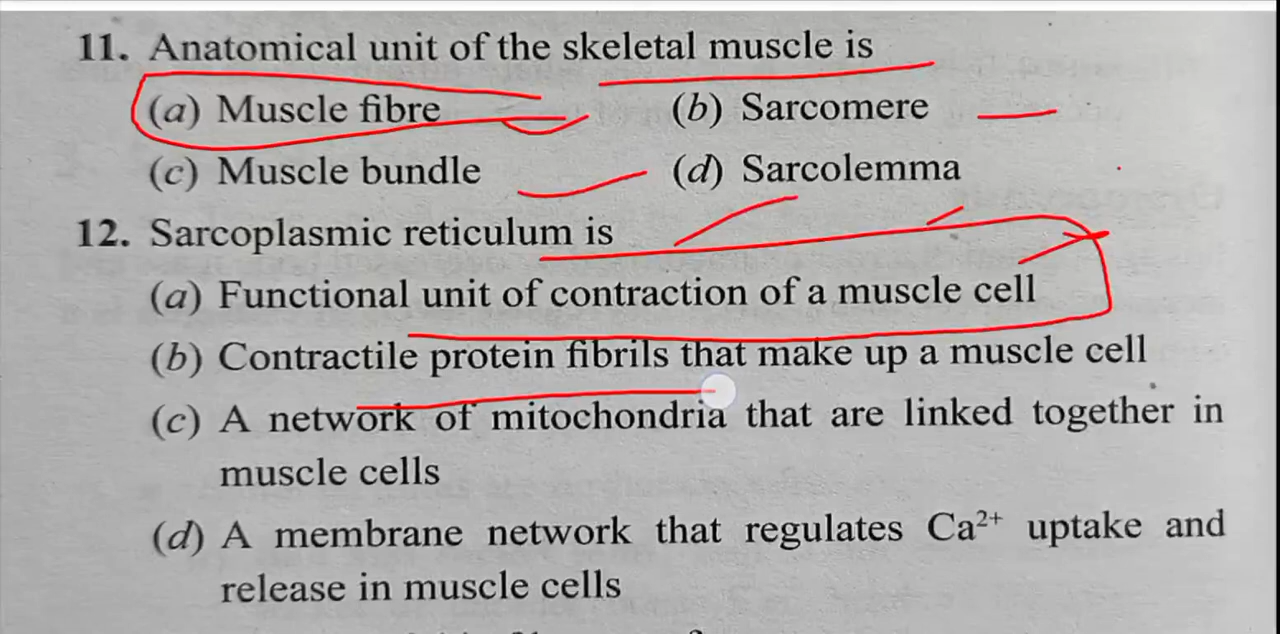 11. Anatomical unit of the skeletal muscle is
(a) Muscle fibre (b) Sarcomere
(c) Muscle bundle (d) Sarcolemma
12. Sarcoplasmic reticulum is
(a) Functional unit of contraction of a muscle cell
(b) Contractile protein fibrils that make up a muscle cell
(c) A network of mitochondria that are linked together in
muscle cells
(d) A membrane network that regulates Ca²⁺ uptake and
release in muscle cells